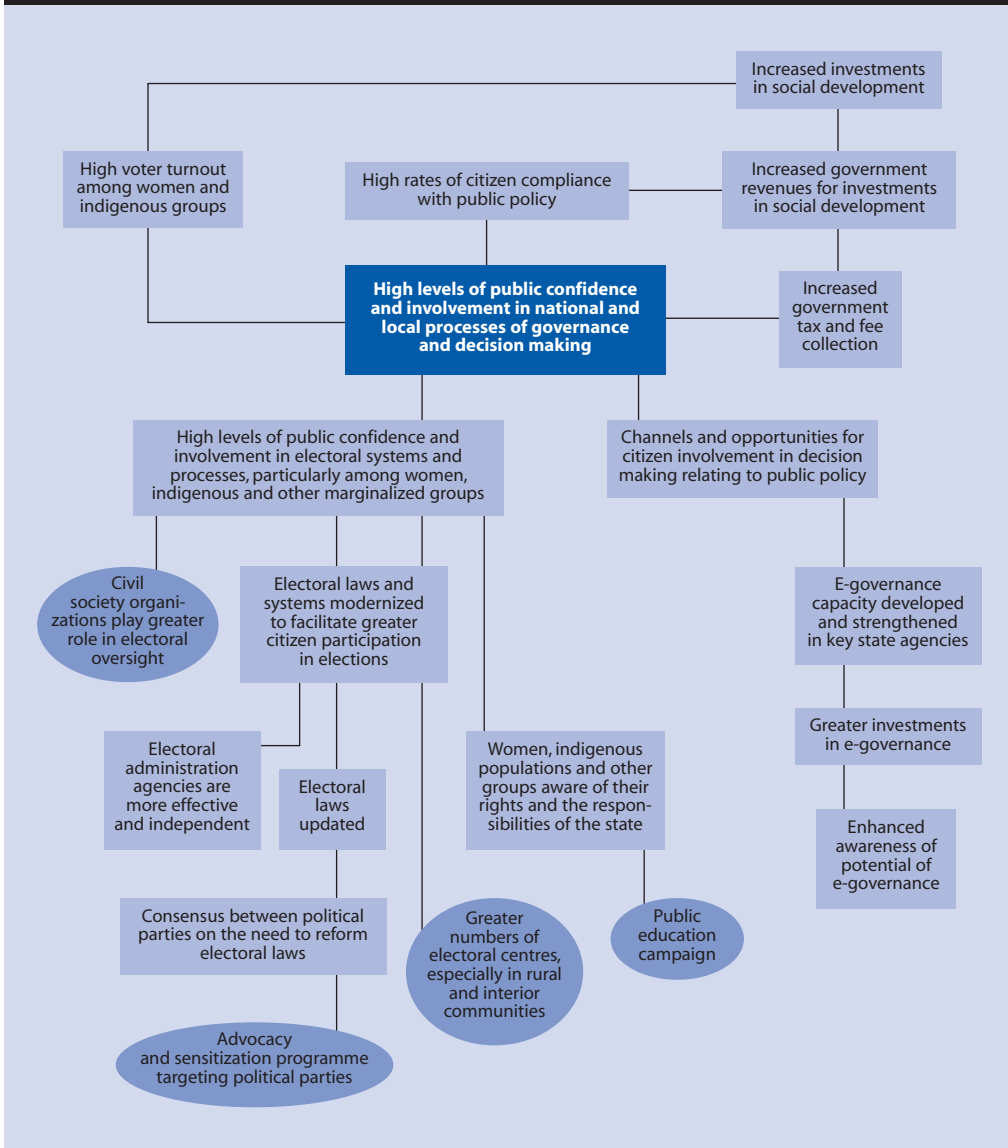 Increased investments
in social development
High voter turnout
among women and
indigenous groups
High rates of citizen compliance
with public policy
Increased government
revenues for investments
in social development
High levels of public confidence
and involvement in national and
local processes of governance
and decision making
Increased
government
tax and fee
collection
High levels of public confidence and
involvement in electoral systems and
processes, particularly among women,
indigenous and other marginalized groups
Channels and opportunities for
citizen involvement in decision
making relating to public policy
Civil
society organi-
zations play greater
role in electoral
oversight
Electoral laws and
systems modernized
to facilitate greater
citizen participation
in elections
E-governance
capacity developed
and strengthened
in key state agencies
Electoral
administration
agencies are
more effective
and independent
Electoral
laws
updated
Women, indigenous
populations and other
groups aware of their
rights and the respon-
sibilities of the state
Greater investments
in e-governance
Enhanced
awareness of
potential of
e-governance
Consensus between political
parties on the need to reform
electoral laws
Greater
numbers of
electoral centres,
especially in rural
and interior
communities
Public
education
campaign
Advocacy
and sensitization programme
targeting political parties